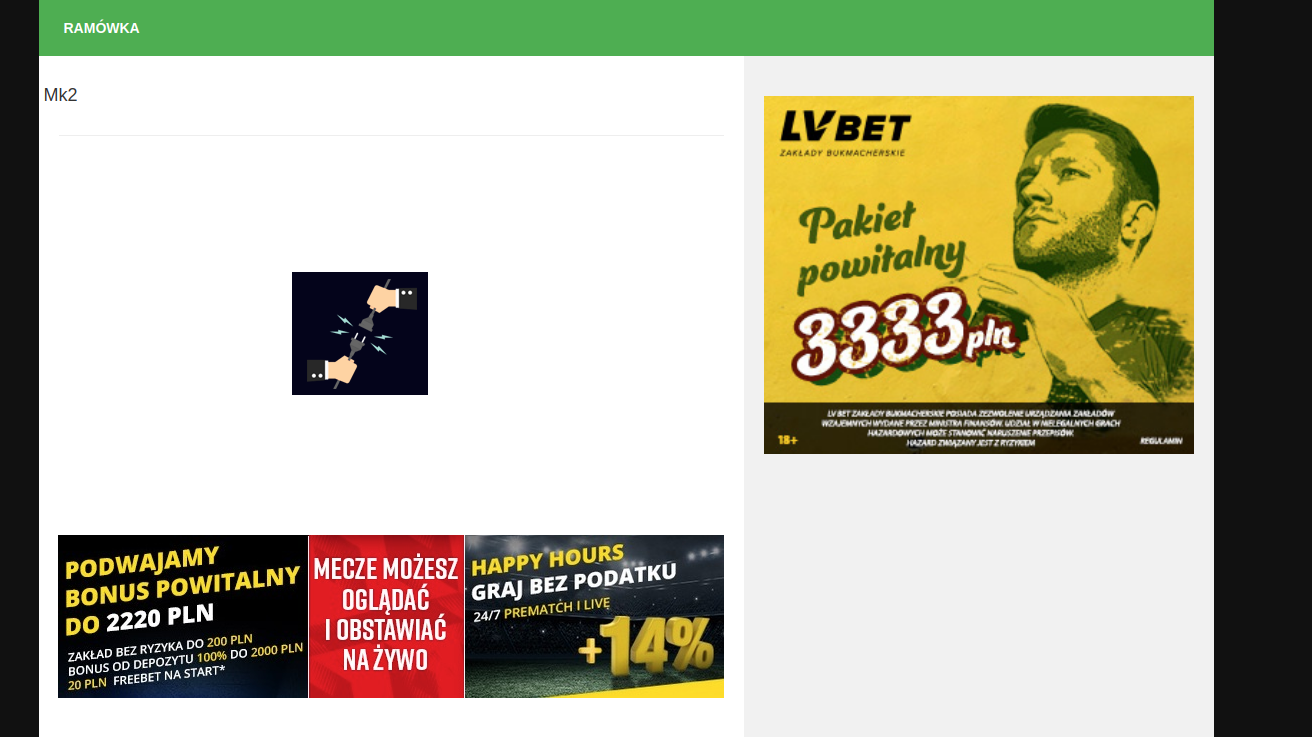 RAMÓWKA
Mk2
LV BET
ZAKŁADY BUKMACHERSKIE
Pakiet
powitalny
3333 pln
LV BET ZAKŁADY BUKMACHERSKIE POSIADA ZEZWOLENIE URZĄDZANIA ZAKŁADÓW
WZAJEMNYCH WYDANE PRZEZ MINISTRA FINANSÓW. UDZIAŁ W NIELEGALNYCH GRACH
HAZARDOWYCH MOŻE STANOWIĆ NARUSZENIE PRZEPISÓW.
HAZARD ZWIĄZANY JEST Z RYZYKIEM
18+
REGULAMIN
PODWAJAMY
BONUS POWITALNY
DO 2220 PLN
ZAKŁAD BEZ RYZYKA DO 200 PLN
BONUS OD DEPOZYTU 100% DO 2000 PLN
20 PLN FREEBET NA START*
MECZE MOŻESZ
OGLĄDAĆ
I OBSTAWIAĆ
NA ŻYWO
HAPPY HOURS
GRAJ BEZ PODATKU
24/7 PREMATCH I LIVE
+14%